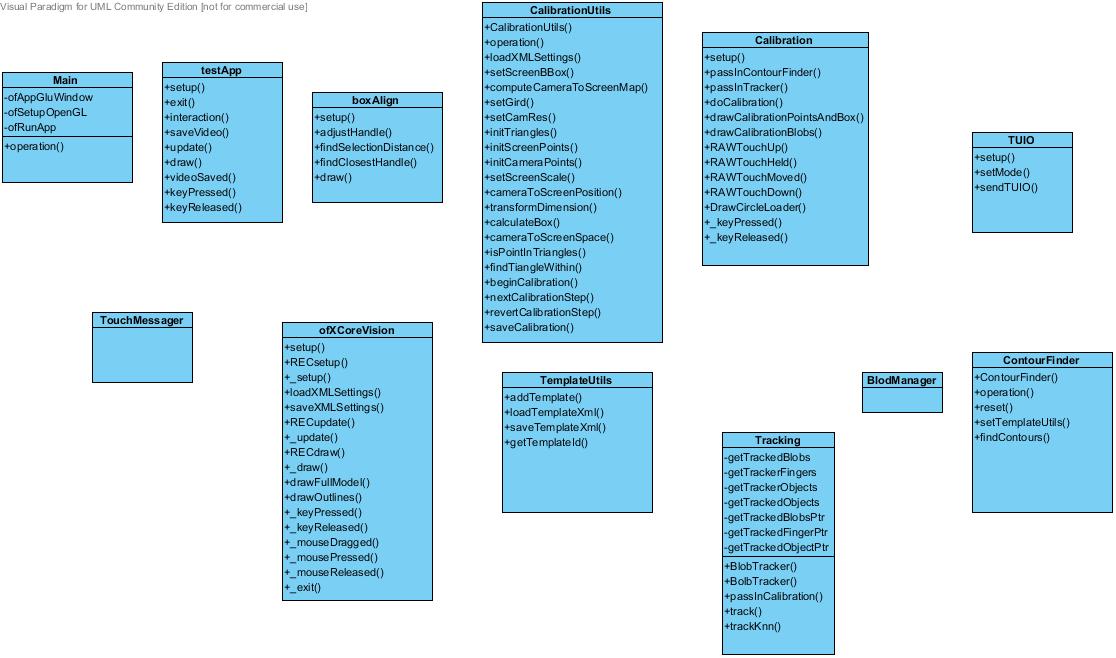 Visual Paradigm for UML Community Edition [not for commercial use]
Main
-ofAppGluWindow
-ofSetupOpenGL
-ofRunApp
+operation()
testApp
+setup()
+exit()
+interaction()
+saveVideo()
+update()
+draw()
+videoSaved()
+keyPressed()
+keyReleased()
boxAlign
+setup()
+adjustHandle()
+findSelectionDistance()
+findClosestHandle()
+draw()
CalibrationUtils
+CalibrationUtils()
+operation()
+loadXMLSettings()
+setScreenBBox()
+computeCameraToScreenMap()
+setGird()
+setCamRes()
+initTriangles()
+initScreenPoints()
+initCameraPoints()
+setScreenScale()
+cameraToScreenPosition()
+transformDimension()
+calculateBox()
+cameraToScreenSpace()
+isPointInTriangles()
+findTiangleWithin()
+beginCalibration()
+nextCalibrationStep()
+revertCalibrationStep()
+saveCalibration()
Calibration
+setup()
+passInContourFinder()
+passInTracker()
+doCalibration()
+drawCalibrationPointsAndBox()
+drawCalibrationBlobs()
+RAWTouchUp()
+RAWTouchHeld()
+RAWTouchMoved()
+RAWTouchDown()
+DrawCircleLoader()
+_keyPressed()
+_keyReleased()
TUIO
+setup()
+setMode()
+sendTUIO()
TouchMessager
ofXCoreVision
+setup()
+RECsetup()
+_setup()
+loadXMLSettings()
+saveXMLSettings()
+RECupdate()
+_update()
+RECdraw()
+_draw()
+drawFullModel()
+drawOutlines()
+_keyPressed()
+_keyReleased()
+_mouseDragged()
+_mousePressed()
+_mouseReleased()
+_exit()
TemplateUtils
+addTemplate()
+loadTemplateXml()
+saveTemplateXml()
+getTemplateId()
Tracking
-getTrackedBlobs
-getTrackerFingers
-getTrackerObjects
-getTrackedObjects
-getTrackedBlobsPtr
-getTrackedFingerPtr
-getTrackedObjectPtr
+BlobTracker()
+BolbTracker()
+passInCalibration()
+track()
+trackKnn()
BlodManager
ContourFinder
+ContourFinder()
+operation()
+reset()
+setTemplateUtils()
+findContours()